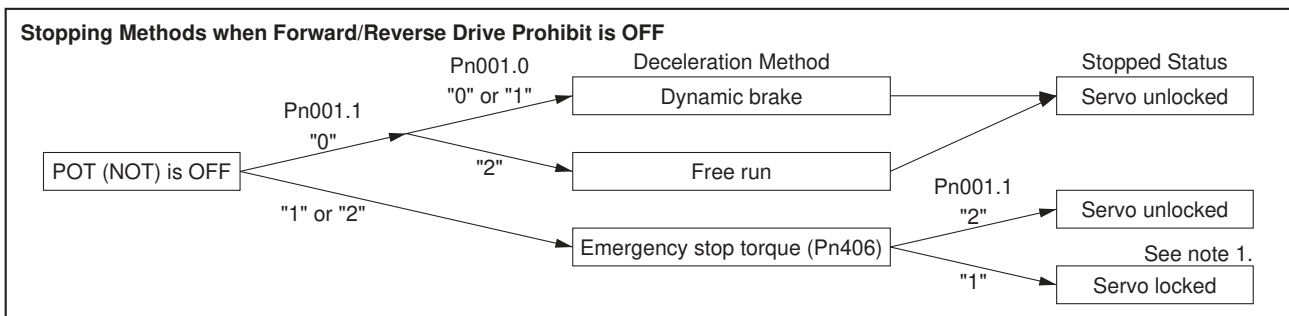 Stopping Methods when Forward/Reverse Drive Prohibit is OFF
Pn001.0
Deceleration Method
Stopped Status
"0" or "1"
Dynamic brake
Servo unlocked
Pn001.1
"0"
POT (NOT) is OFF
"2"
Free run
Pn001.1
"1" or "2"
"2"
Servo unlocked
Emergency stop torque (Pn406)
See note 1.
"1"
Servo locked